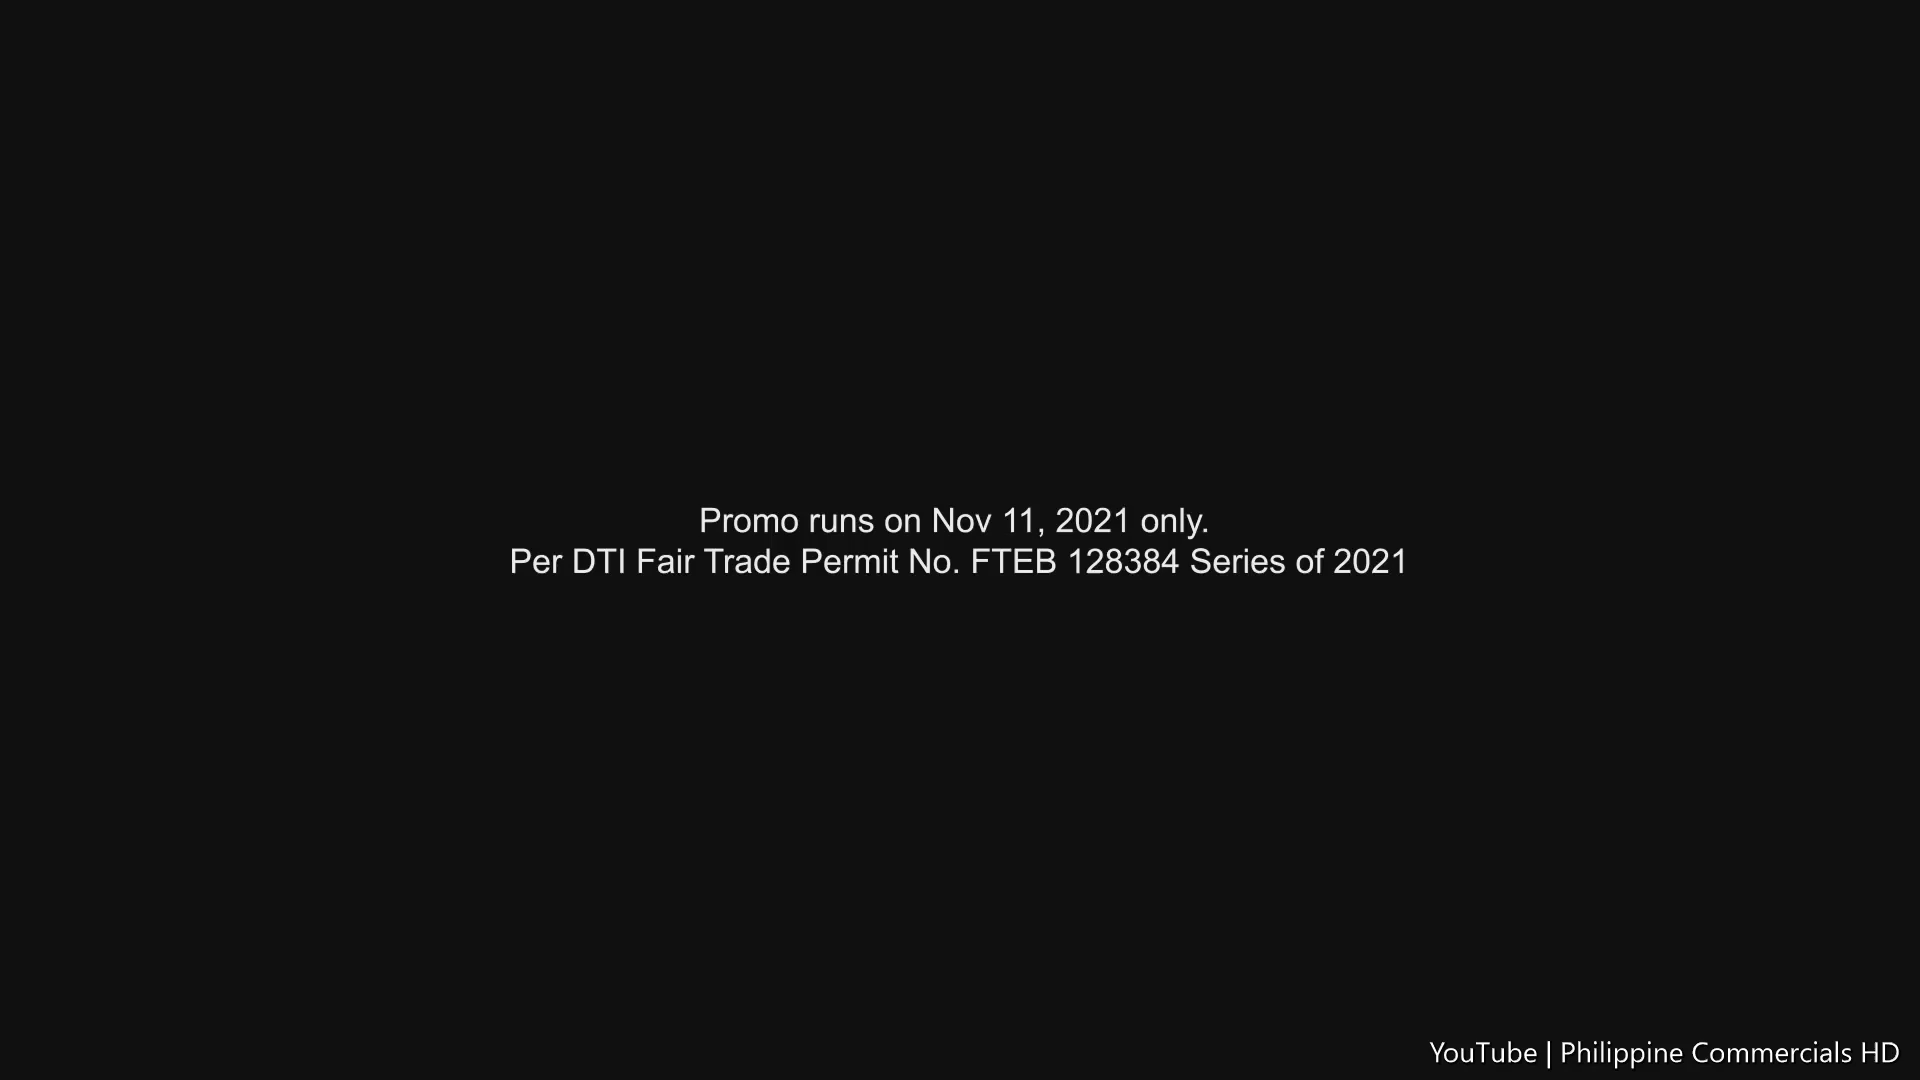 Promo runs on Nov 11, 2021 only.
Per DTI Fair Trade Permit No. FTEB 128384 Series of 2021
YouTube | Philippine Commercials HD